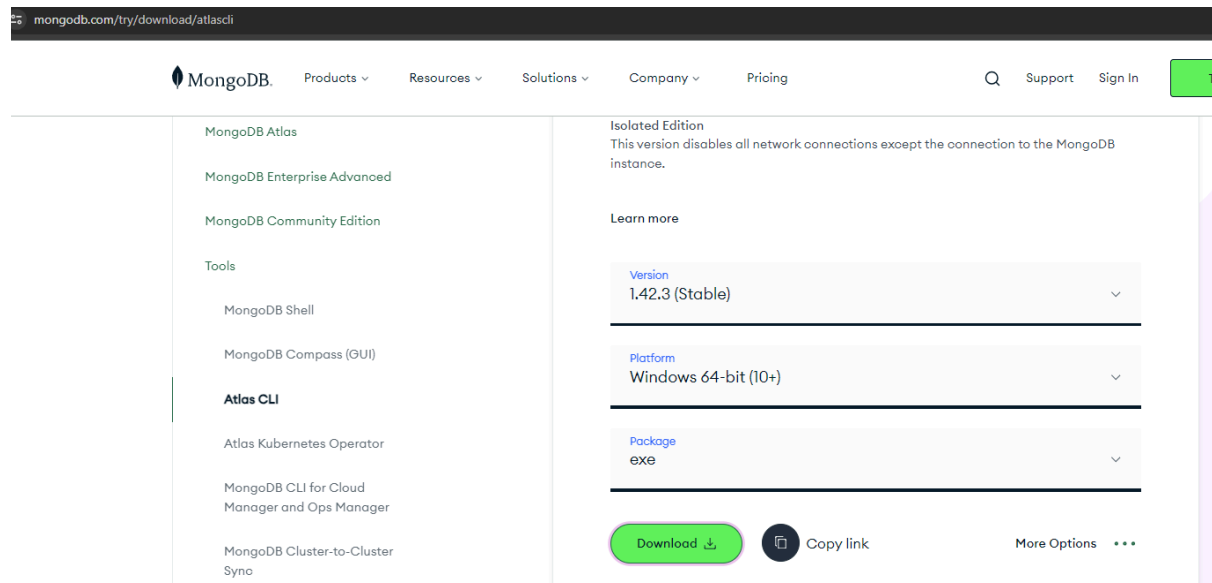 mongodb.com/try/download/atlascli
MongoDB. Products Resources Solutions Company Pricing Support Sign In
MongoDB Atlas
MongoDB Enterprise Advanced
MongoDB Community Edition
Tools
MongoDB Shell
MongoDB Compass (GUI)
Atlas CLI
Atlas Kubernetes Operator
MongoDB CLI for Cloud
Manager and Ops Manager
MongoDB Cluster-to-Cluster
Sync
Isolated Edition
This version disables all network connections except the connection to the MongoDB
instance.
Learn more
Version
1.42.3 (Stable)
Platform
Windows 64-bit (10+)
Package
exe
Download Copy link More Options